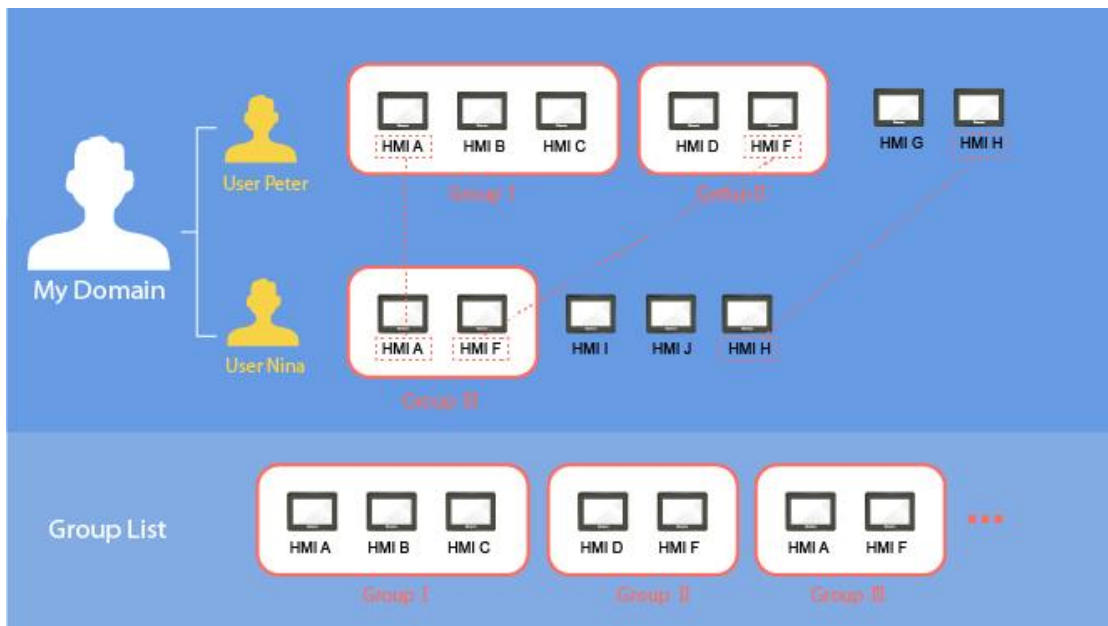 HMI A HMI B HMI C HMI D HMI F HMI G HMI H
User Peter
Group Ⅰ Group Ⅱ
My Domain
HMI A HMI F HMI I HMI J HMI H
User Nina
Group Ⅲ
Group List
HMI A HMI B HMI C HMI D HMI F HMI A HMI F
Group Ⅰ Group Ⅱ Group Ⅲ